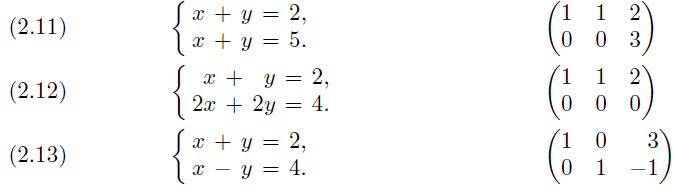 (2.11) { x + y = 2, x + y = 5. ( 1 1 2 0 0 3 )
(2.12) { x + y = 2, 2x + 2y = 4. ( 1 1 2 0 0 0 )
(2.13) { x + y = 2, x − y = 4. ( 1 0 3 0 1 −1 )